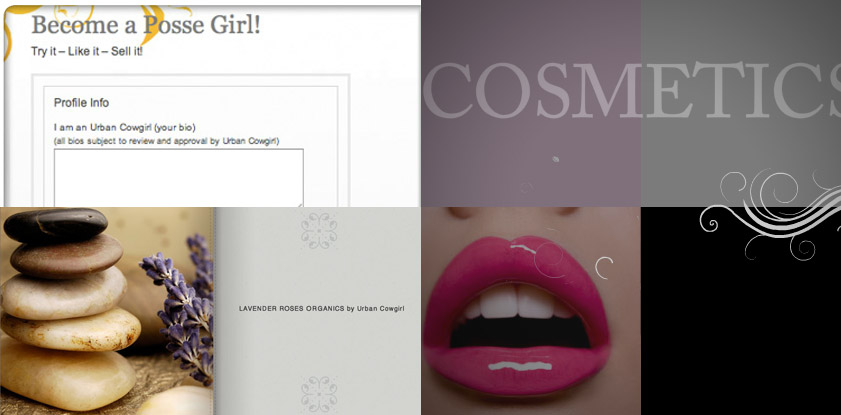 Become a Posse Girl!
Try it – Like it – Sell it!
Profile Info
I am an Urban Cowgirl (your bio)
(all bios subject to review and approval by Urban Cowgirl)
COSMETICS
LAVENDER ROSES ORGANICS by Urban Cowgirl